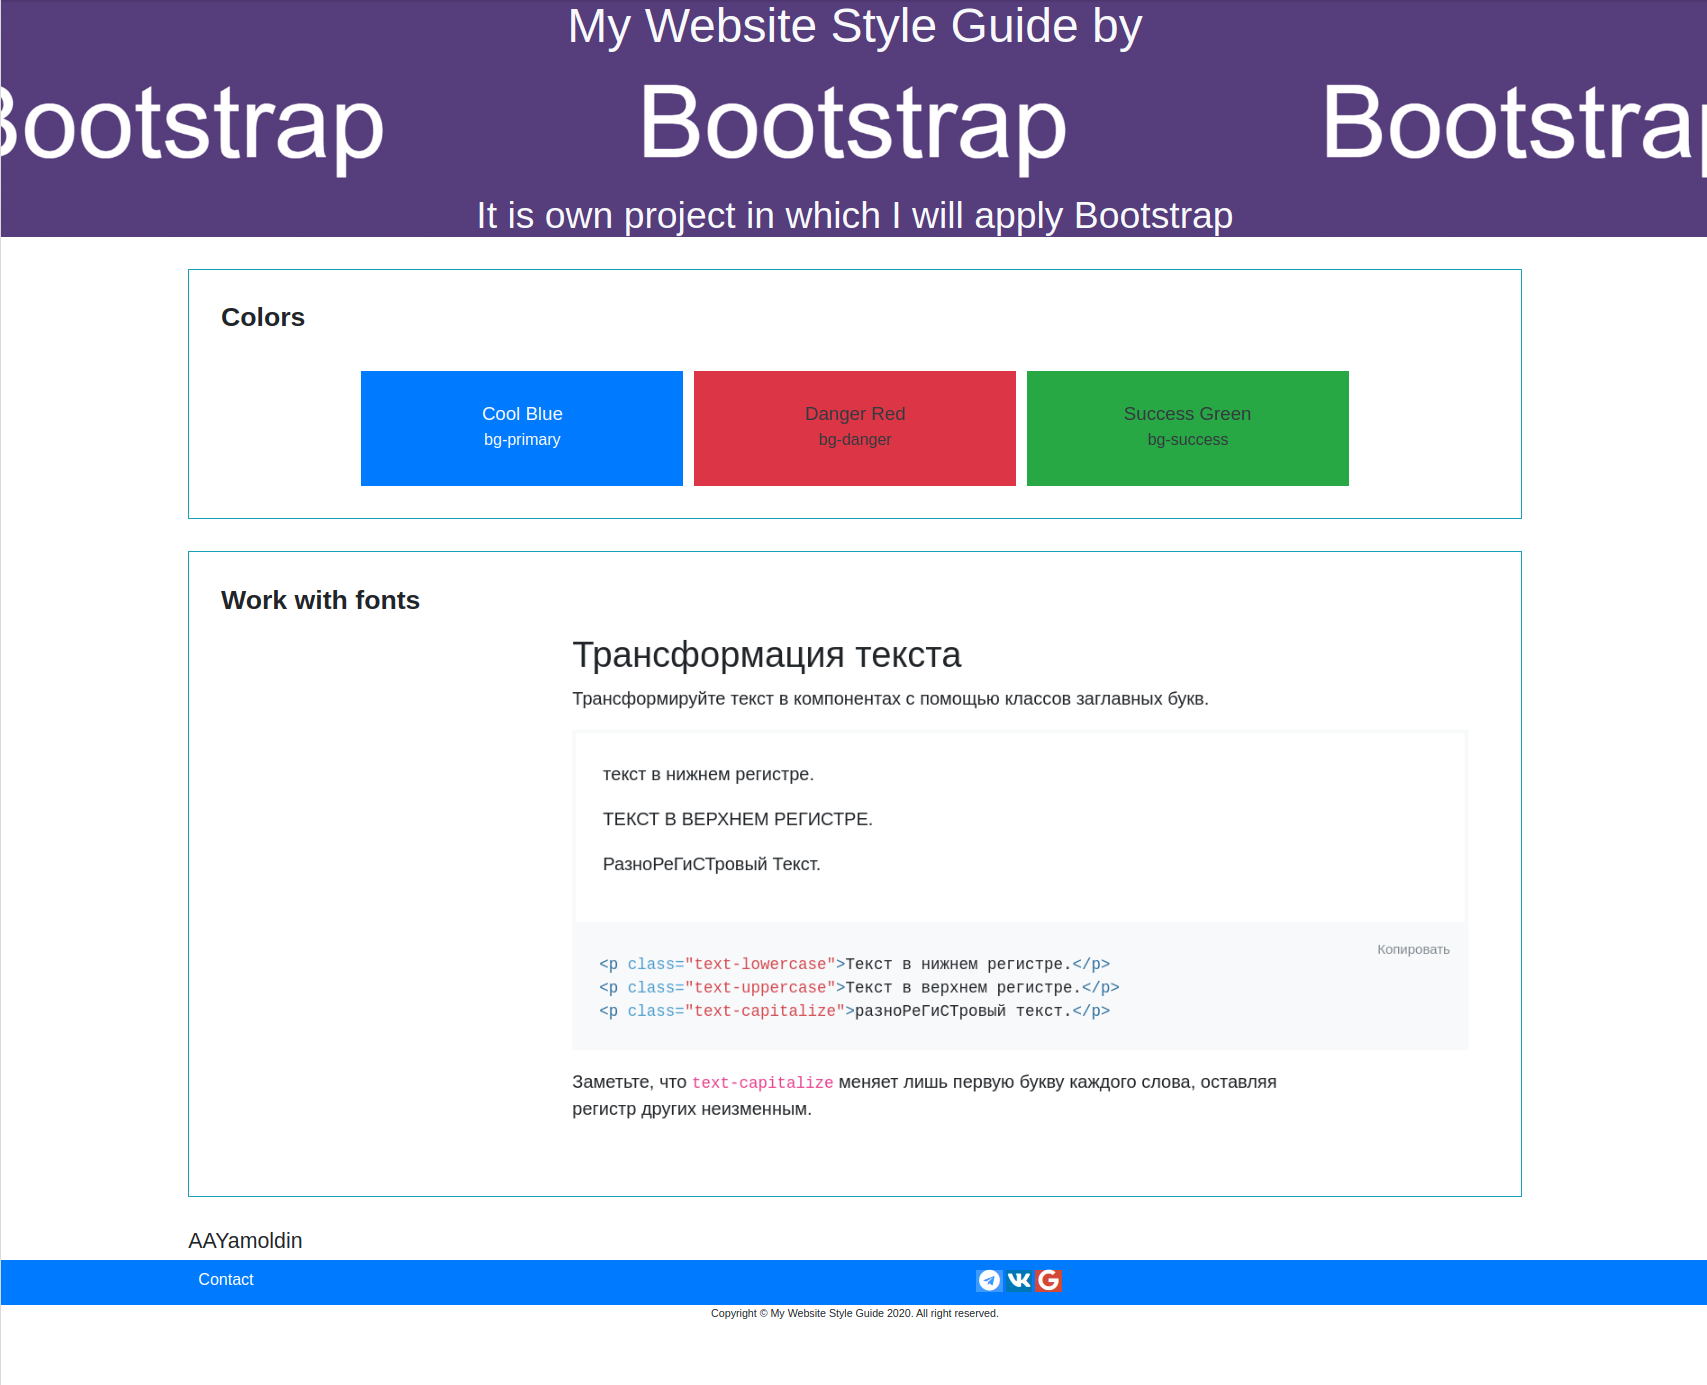 My Website Style Guide by
Bootstrap Bootstrap Bootstrap
It is own project in which I will apply Bootstrap
Colors
Cool Blue
bg-primary
Danger Red
bg-danger
Success Green
bg-success
Work with fonts
Трансформация текста
Трансформируйте текст в компонентах с помощью классов заглавных букв.
текст в нижнем регистре.
ТЕКСТ В ВЕРХНЕМ РЕГИСТРЕ.
РазноРеГиСТровый Текст.
Копировать
<p class="text-lowercase">Текст в нижнем регистре.</p>
<p class="text-uppercase">Текст в верхнем регистре.</p>
<p class="text-capitalize">разноРеГиСТровый текст.</p>
Заметьте, что text-capitalize меняет лишь первую букву каждого слова, оставляя
регистр других неизменным.
AAYamoldin
Contact
Copyright © My Website Style Guide 2020. All right reserved.